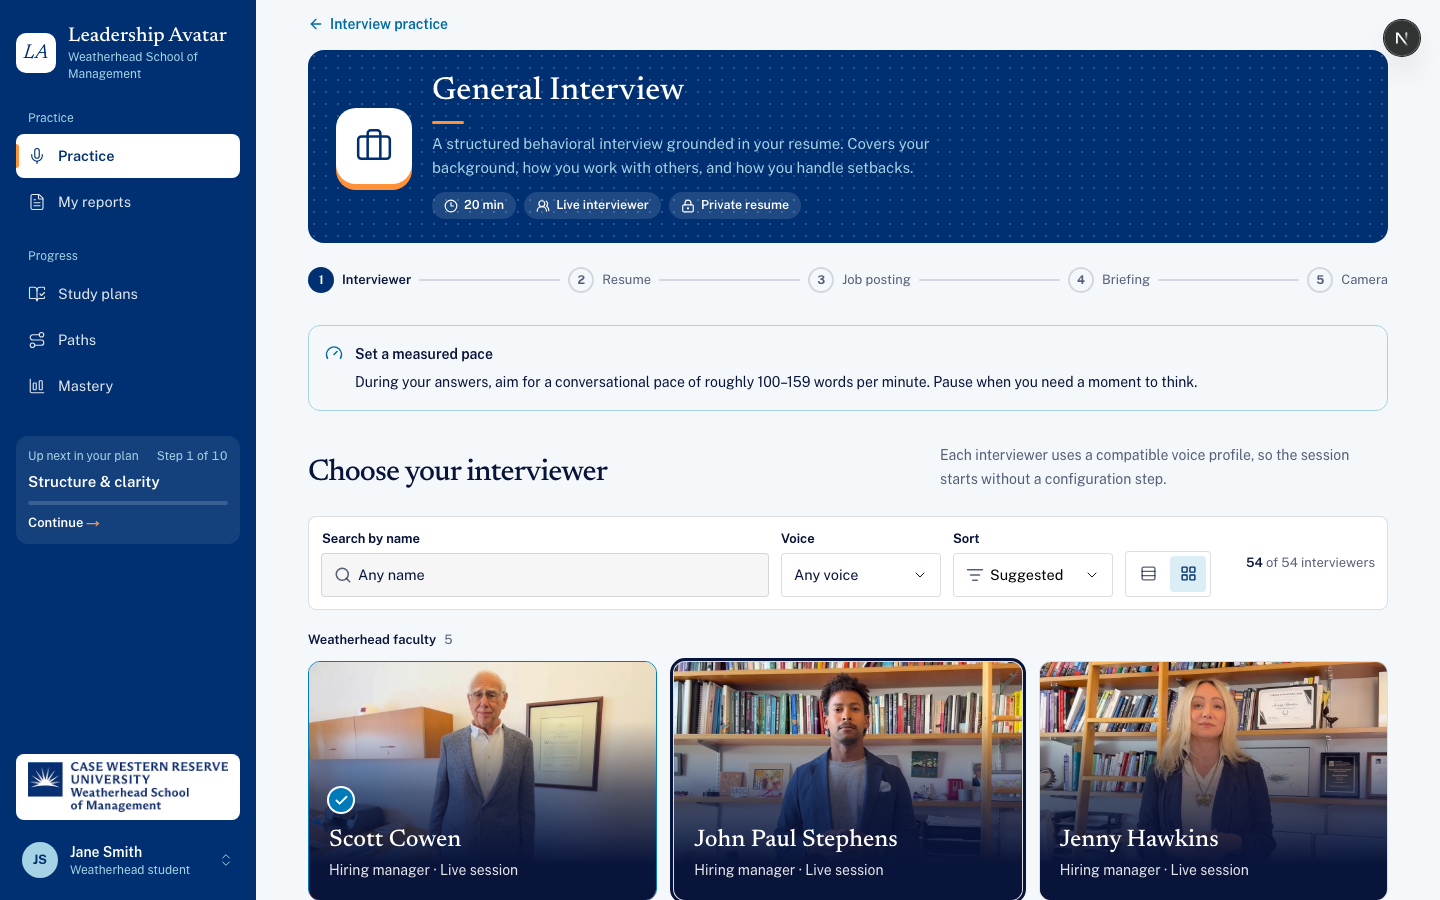 LA
Leadership Avatar
Weatherhead School of
Management
Practice
Practice
My reports
Progress
Study plans
Paths
Mastery
Up next in your plan Step 1 of 10
Structure & clarity
Continue →
CASE WESTERN RESERVE
UNIVERSITY
Weatherhead School
of Management
JS
Jane Smith
Weatherhead student
← Interview practice
N
General Interview
A structured behavioral interview grounded in your resume. Covers your
background, how you work with others, and how you handle setbacks.
20 min Live interviewer Private resume
1 Interviewer 2 Resume 3 Job posting 4 Briefing 5 Camera
Set a measured pace
During your answers, aim for a conversational pace of roughly 100–159 words per minute. Pause when you need a moment to think.
Choose your interviewer
Each interviewer uses a compatible voice profile, so the session
starts without a configuration step.
Search by name Voice Sort
Any name Any voice Suggested
54 of 54 interviewers
Weatherhead faculty 5
Scott Cowen
Hiring manager · Live session
John Paul Stephens
Hiring manager · Live session
Jenny Hawkins
Hiring manager · Live session